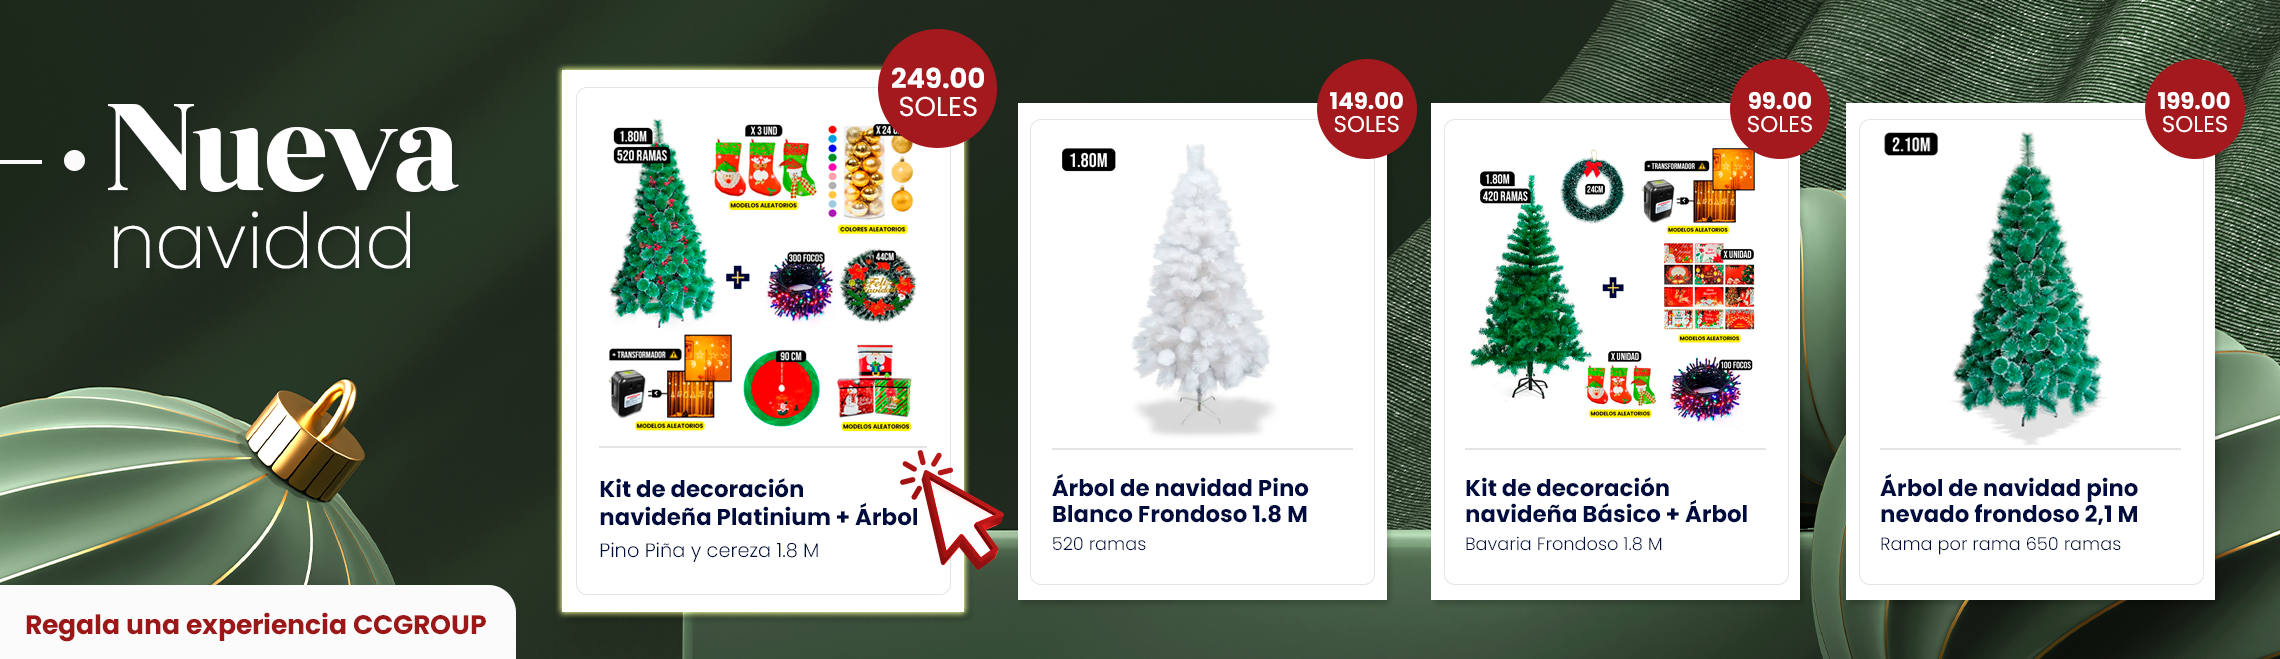 Nueva
navidad
Regala una experiencia CCGROUP
249.00
SOLES
1.80M
520 RAMAS
X 3 UND
MODELOS ALEATORIOS
X 24
COLORES ALEATORIOS
300 FOCOS
44CM
Feliz
navidad
+ TRANSFORMADOR
MODELOS ALEATORIOS
90 CM
MODELOS ALEATORIOS
Kit de decoración
navideña Platinium + Árbol
Pino Piña y cereza 1.8 M
149.00
SOLES
1.80M
Árbol de navidad Pino
Blanco Frondoso 1.8 M
520 ramas
99.00
SOLES
1.80M
420 RAMAS
24CM
+ TRANSFORMADOR
MODELOS ALEATORIOS
X UNIDAD
MODELOS ALEATORIOS
X UNIDAD
MODELOS ALEATORIOS
100 FOCOS
Kit de decoración
navideña Básico + Árbol
Bavaria Frondoso 1.8 M
199.00
SOLES
2.10M
Árbol de navidad pino
nevado frondoso 2,1 M
Rama por rama 650 ramas